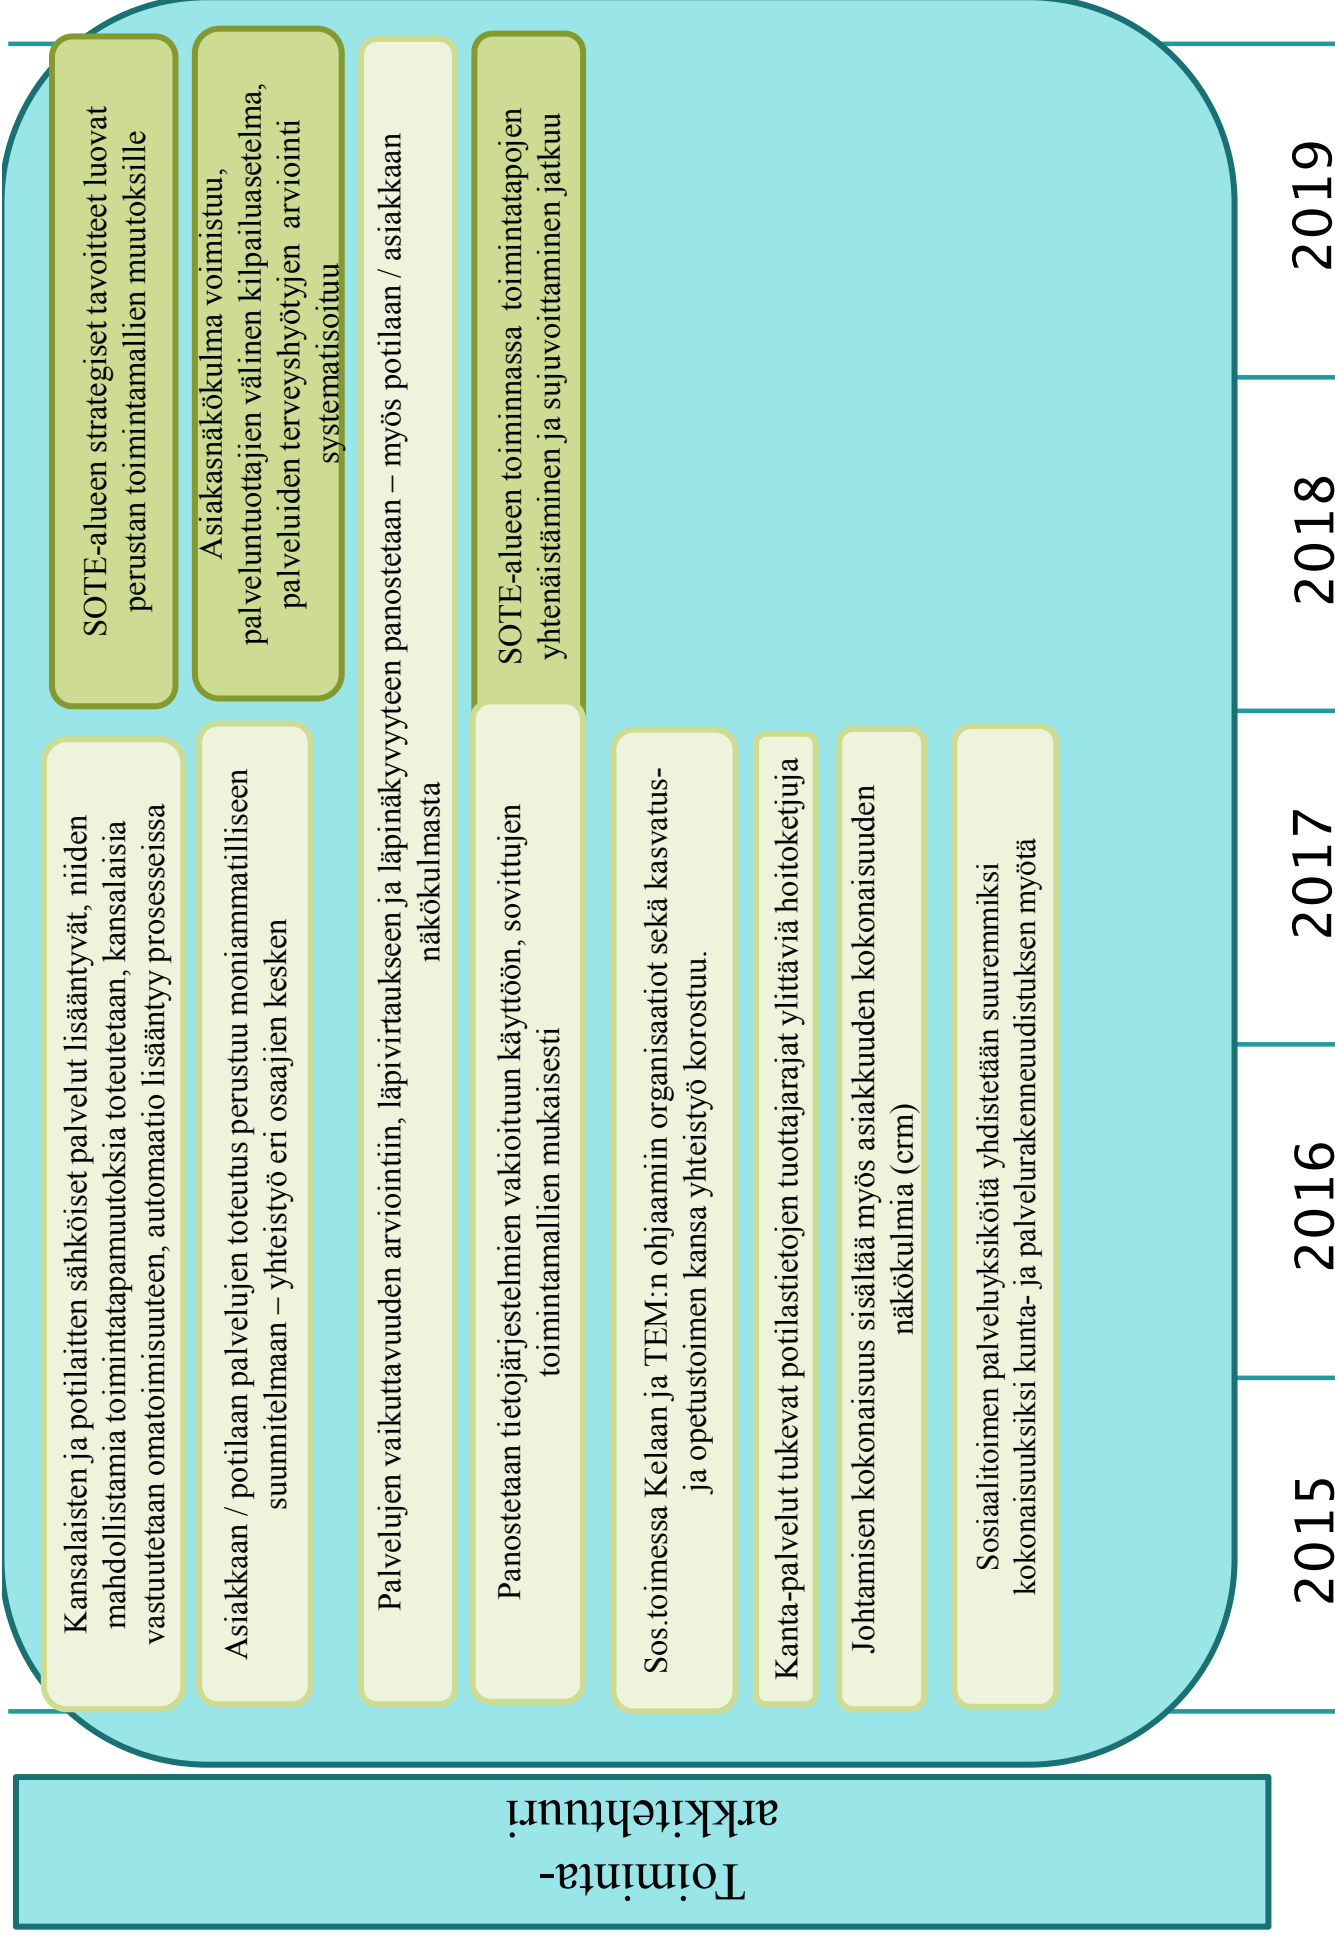 Toiminta-
arkkitehtuuri
Kansalaisten ja potilaitten sähköiset palvelut lisääntyvät, niiden
mahdollistamia toimintatapamuutoksia toteutetaan, kansalaisia
vastuutetaan omatoimisuuteen, automaatio lisääntyy prosesseissa
SOTE-alueen strategiset tavoitteet luovat
perustan toimintamallien muutoksille
Asiakkaan / potilaan palvelujen toteutus perustuu moniammatilliseen
suunnitelmaan – yhteistyö eri osaajien kesken
Asiakasnäkökulma voimistuu,
palveluntuottajien välinen kilpailuasetelma,
palveluiden terveyshyötyjen arviointi
systematisoituu
Palvelujen vaikuttavuuden arviointiin, läpivirtaukseen ja läpinäkyvyyteen panostetaan – myös potilaan / asiakkaan
näkökulmasta
Panostetaan tietojärjestelmien vakioituun käyttöön, sovittujen
toimintamallien mukaisesti
SOTE-alueen toiminnassa toimintatapojen
yhtenäistäminen ja sujuvoittaminen jatkuu
Sos.toimessa Kelaan ja TEM:n ohjaamiin organisaatiot sekä kasvatus-
ja opetustoimen kansa yhteistyö korostuu.
Kanta-palvelut tukevat potilastietojen tuottajarajat ylittäviä hoitoketjuja
Johtamisen kokonaisuus sisältää myös asiakkuuden kokonaisuuden
näkökulmia (crm)
Sosiaalitoimen palveluyksiköitä yhdistetään suuremmiksi
kokonaisuuksiksi kunta- ja palvelurakenneuudistuksen myötä
2015
2016
2017
2018
2019